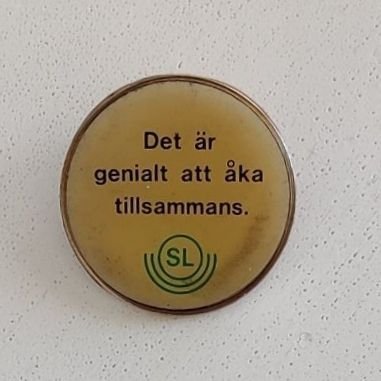 Det är
genialt att åka
tillsammans.
SL